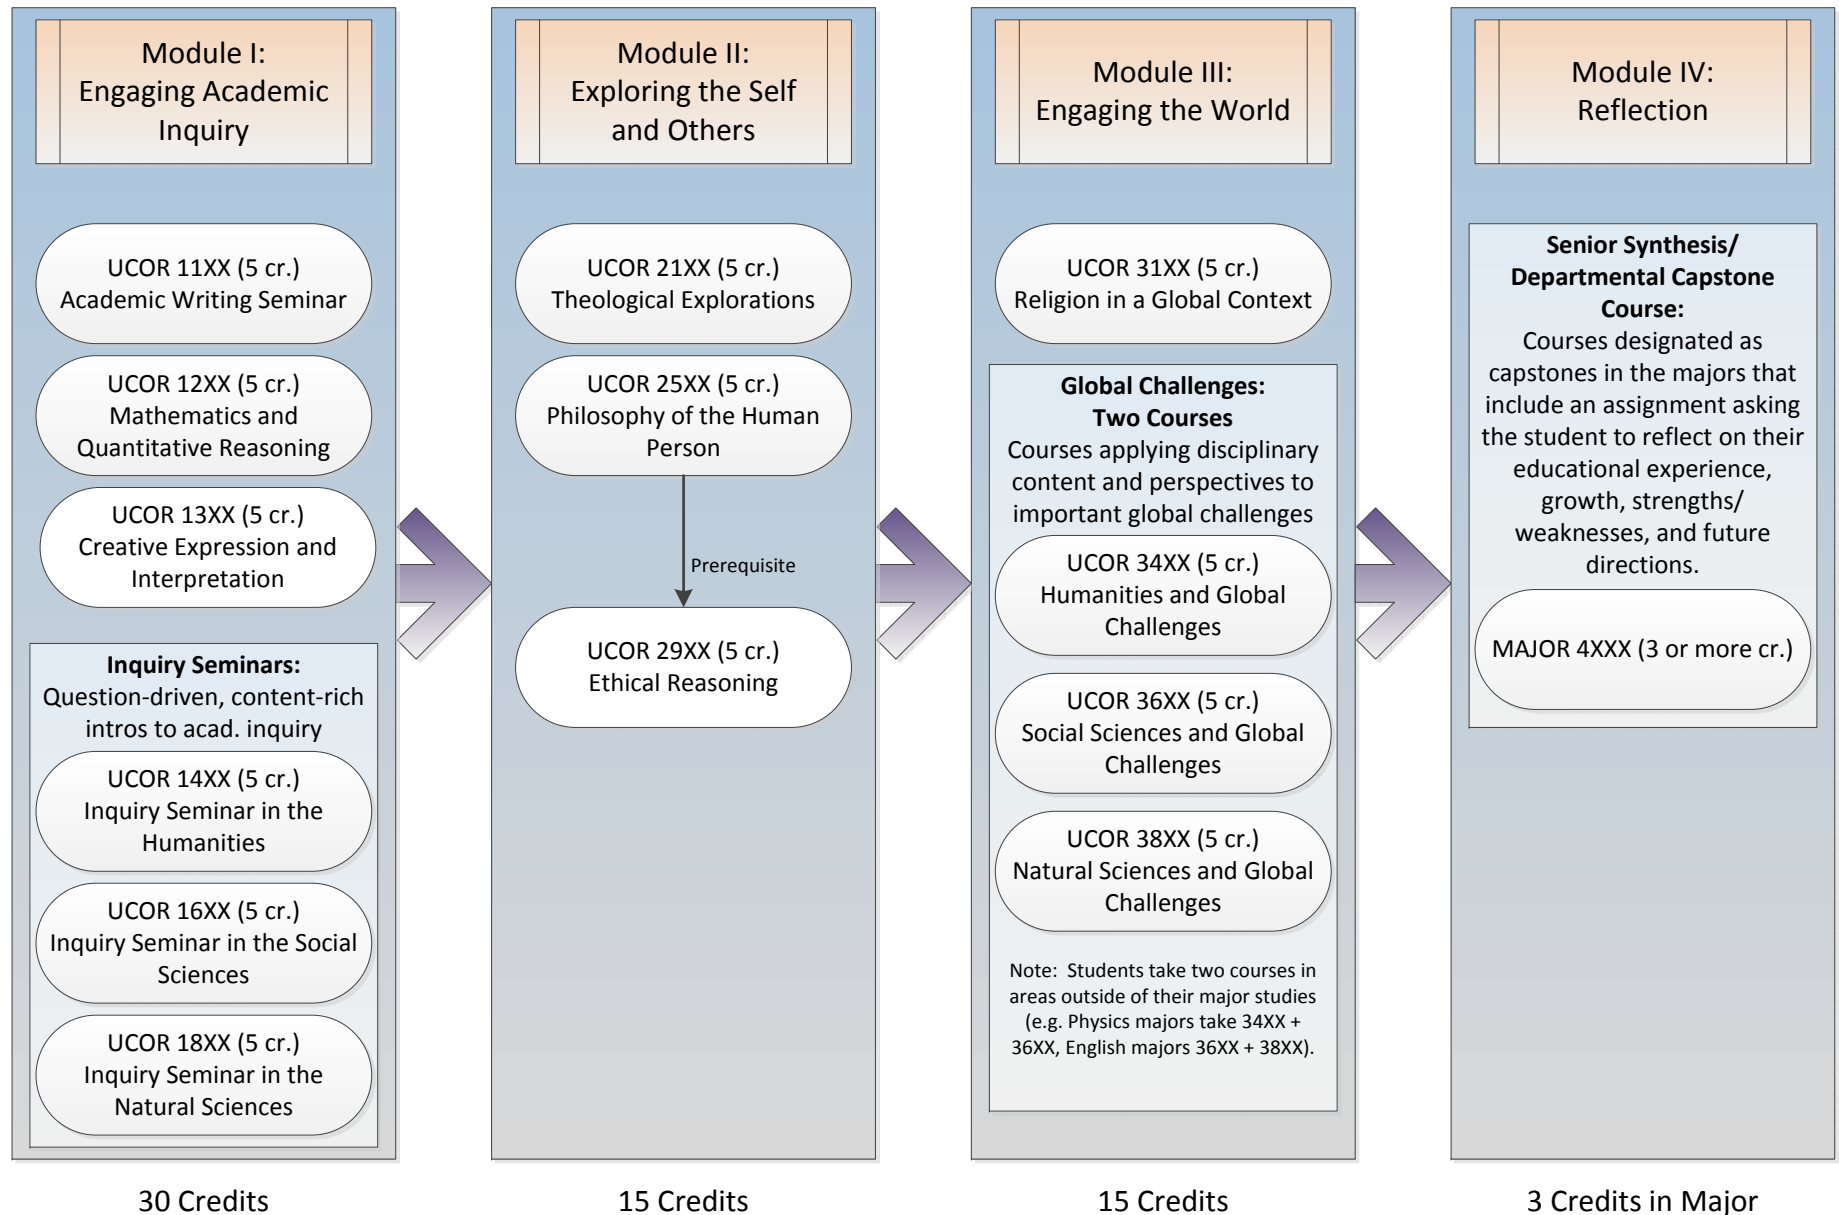 Module I:
Engaging Academic
Inquiry
UCOR 11XX (5 cr.)
Academic Writing Seminar
UCOR 12XX (5 cr.)
Mathematics and
Quantitative Reasoning
UCOR 13XX (5 cr.)
Creative Expression and
Interpretation
Inquiry Seminars:
Question-driven, content-rich
intros to acad. inquiry
UCOR 14XX (5 cr.)
Inquiry Seminar in the
Humanities
UCOR 16XX (5 cr.)
Inquiry Seminar in the Social
Sciences
UCOR 18XX (5 cr.)
Inquiry Seminar in the
Natural Sciences
30 Credits
Module II:
Exploring the Self
and Others
UCOR 21XX (5 cr.)
Theological Explorations
UCOR 25XX (5 cr.)
Philosophy of the Human
Person
Prerequisite
UCOR 29XX (5 cr.)
Ethical Reasoning
15 Credits
Module III:
Engaging the World
UCOR 31XX (5 cr.)
Religion in a Global Context
Global Challenges:
Two Courses
Courses applying disciplinary
content and perspectives to
important global challenges
UCOR 34XX (5 cr.)
Humanities and Global
Challenges
UCOR 36XX (5 cr.)
Social Sciences and Global
Challenges
UCOR 38XX (5 cr.)
Natural Sciences and Global
Challenges
Note:  Students take two courses in
areas outside of their major studies
(e.g. Physics majors take 34XX +
36XX, English majors 36XX + 38XX).
15 Credits
Module IV:
Reflection
Senior Synthesis/
Departmental Capstone
Course:
Courses designated as
capstones in the majors that
include an assignment asking
the student to reflect on their
educational experience,
growth, strengths/
weaknesses, and future
directions.
MAJOR 4XXX (3 or more cr.)
3 Credits in Major